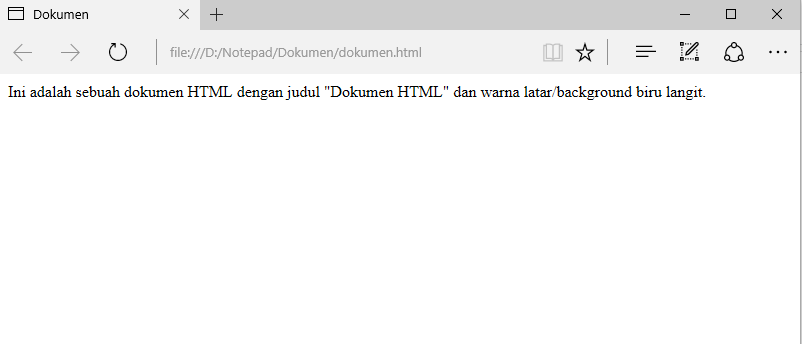 Dokumen
file:///D:/Notepad/Dokumen/dokumen.html
Ini adalah sebuah dokumen HTML dengan judul "Dokumen HTML" dan warna latar/background biru langit.